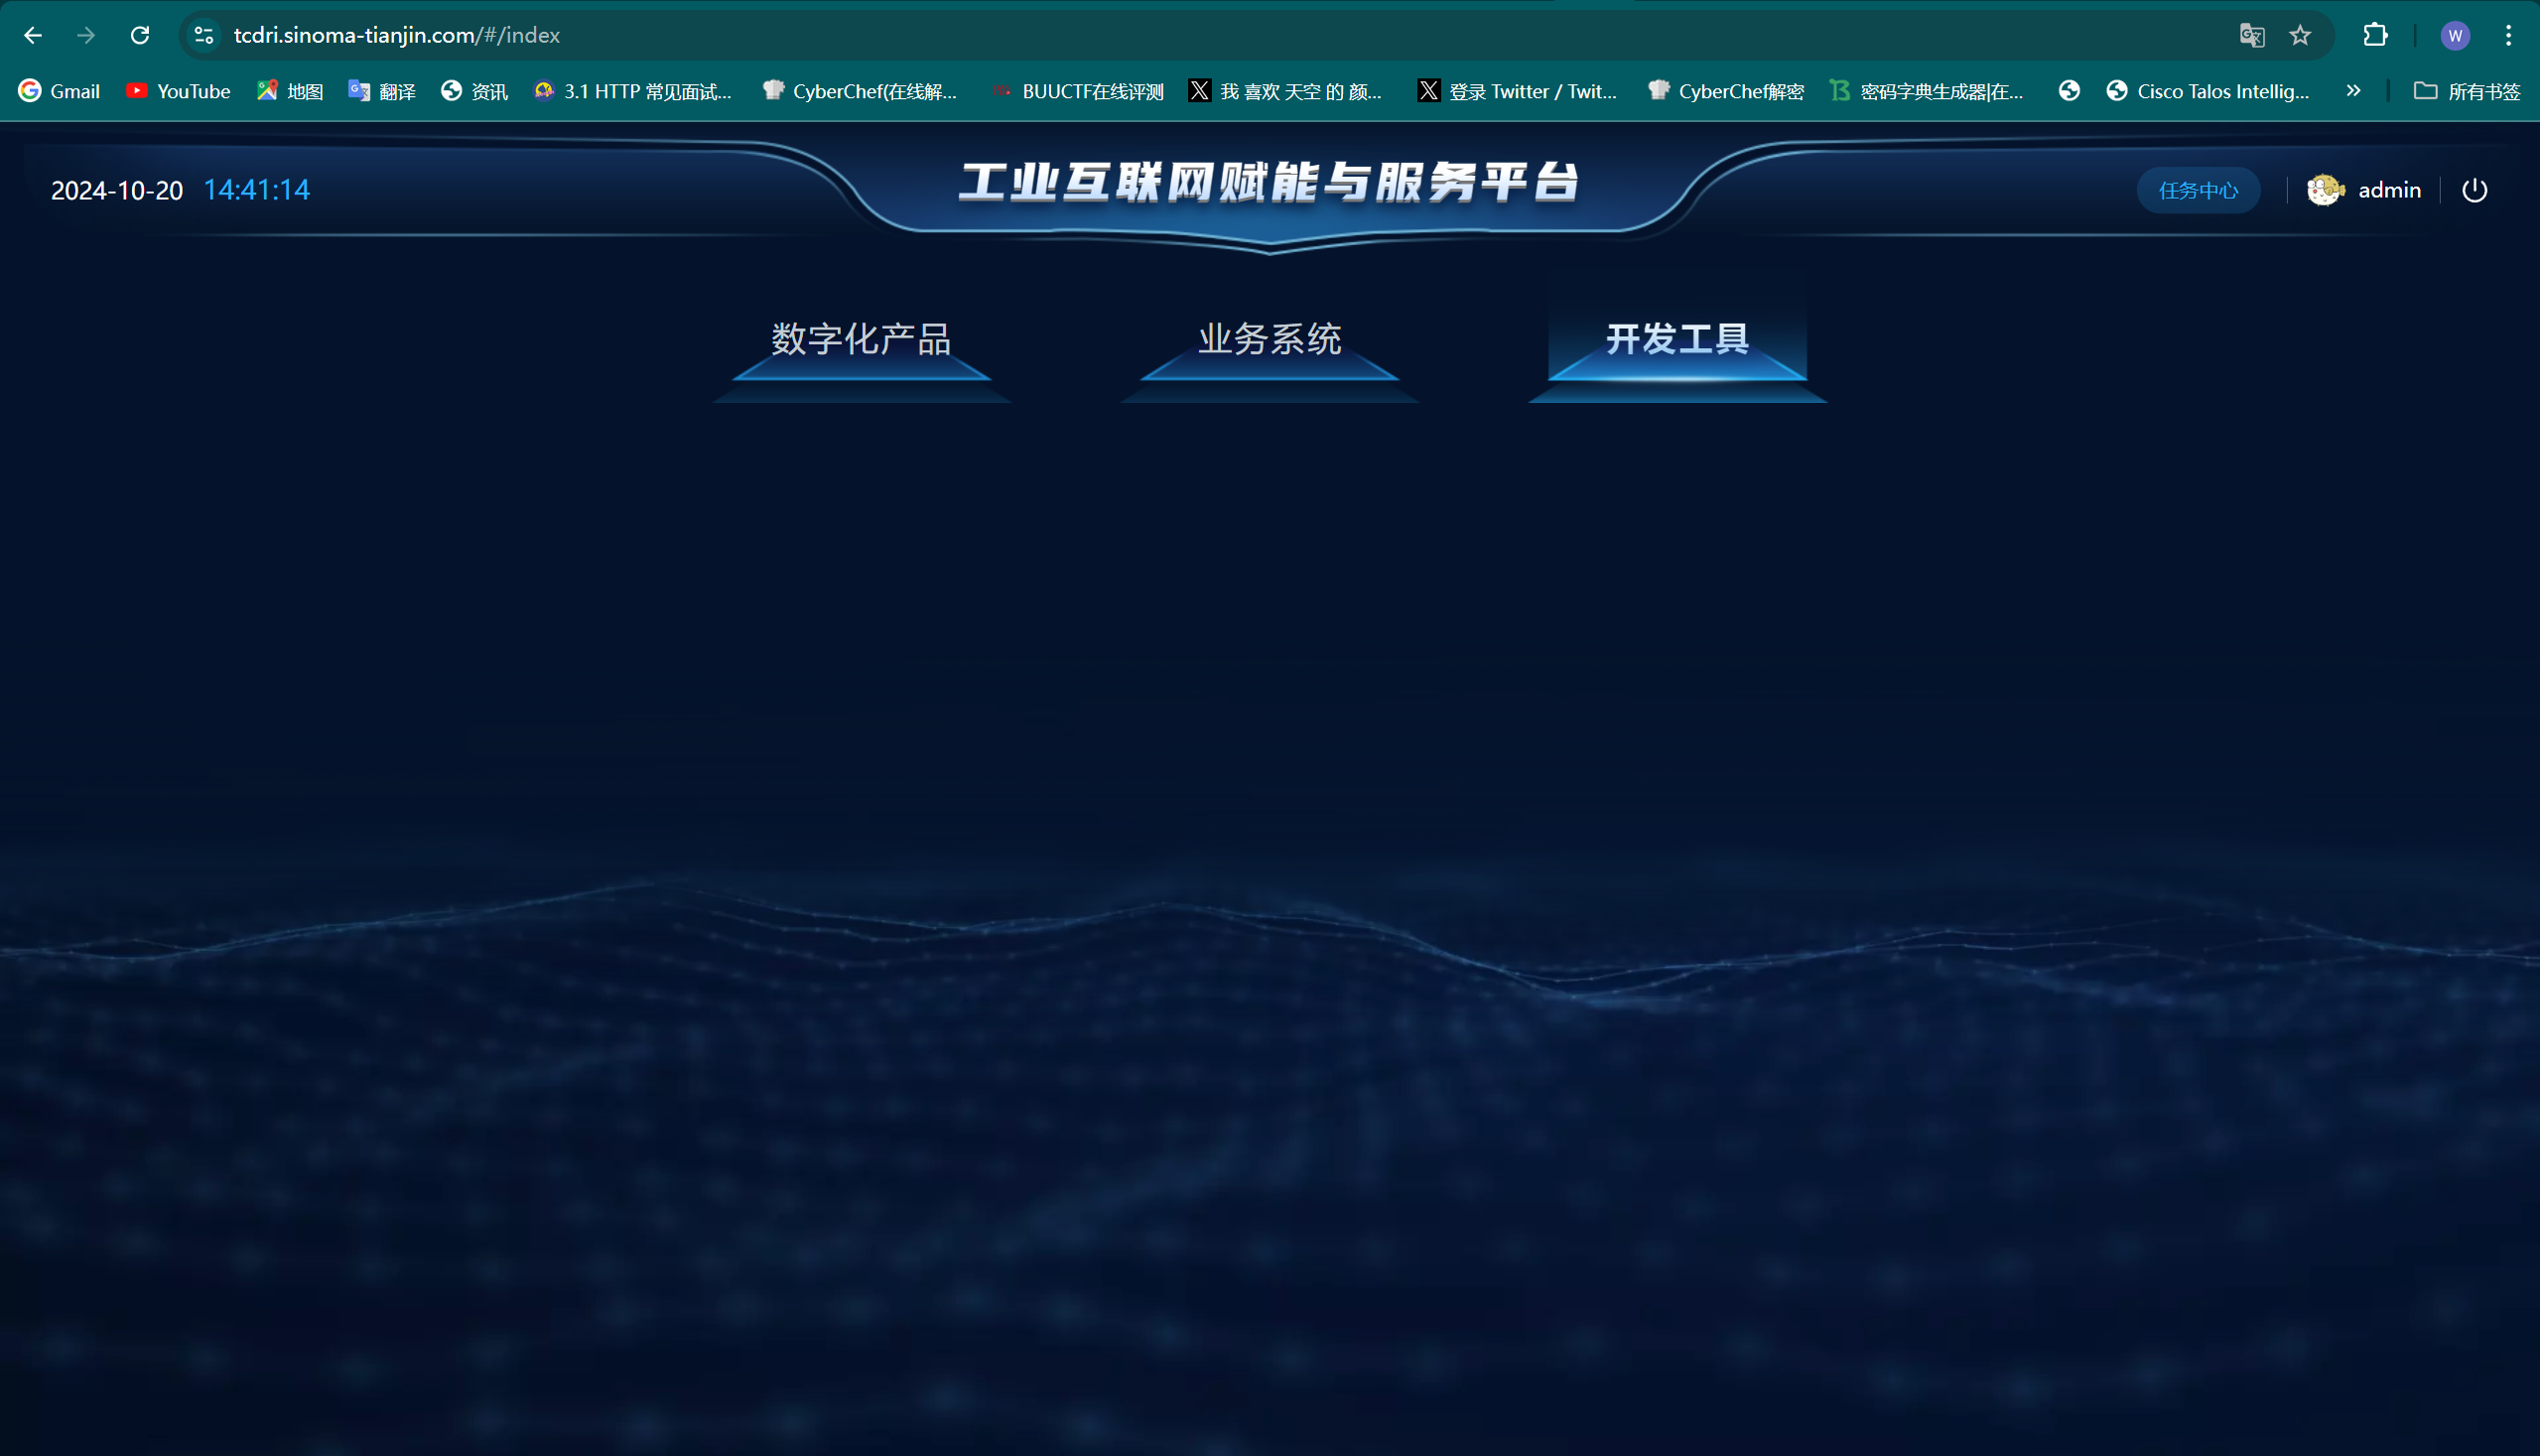 tcdri.sinoma-tianjin.com/#/index
W
Gmail YouTube 地图 翻译 资讯 3.1 HTTP 常见面试... CyberChef(在线解... BUUCTF在线评测 我 喜欢 天空 的 颜... 登录 Twitter / Twit... CyberChef解密 密码字典生成器|在... Cisco Talos Intellig... » 所有书签
2024-10-20 14:41:14
工业互联网赋能与服务平台
任务中心 admin
数字化产品 业务系统 开发工具